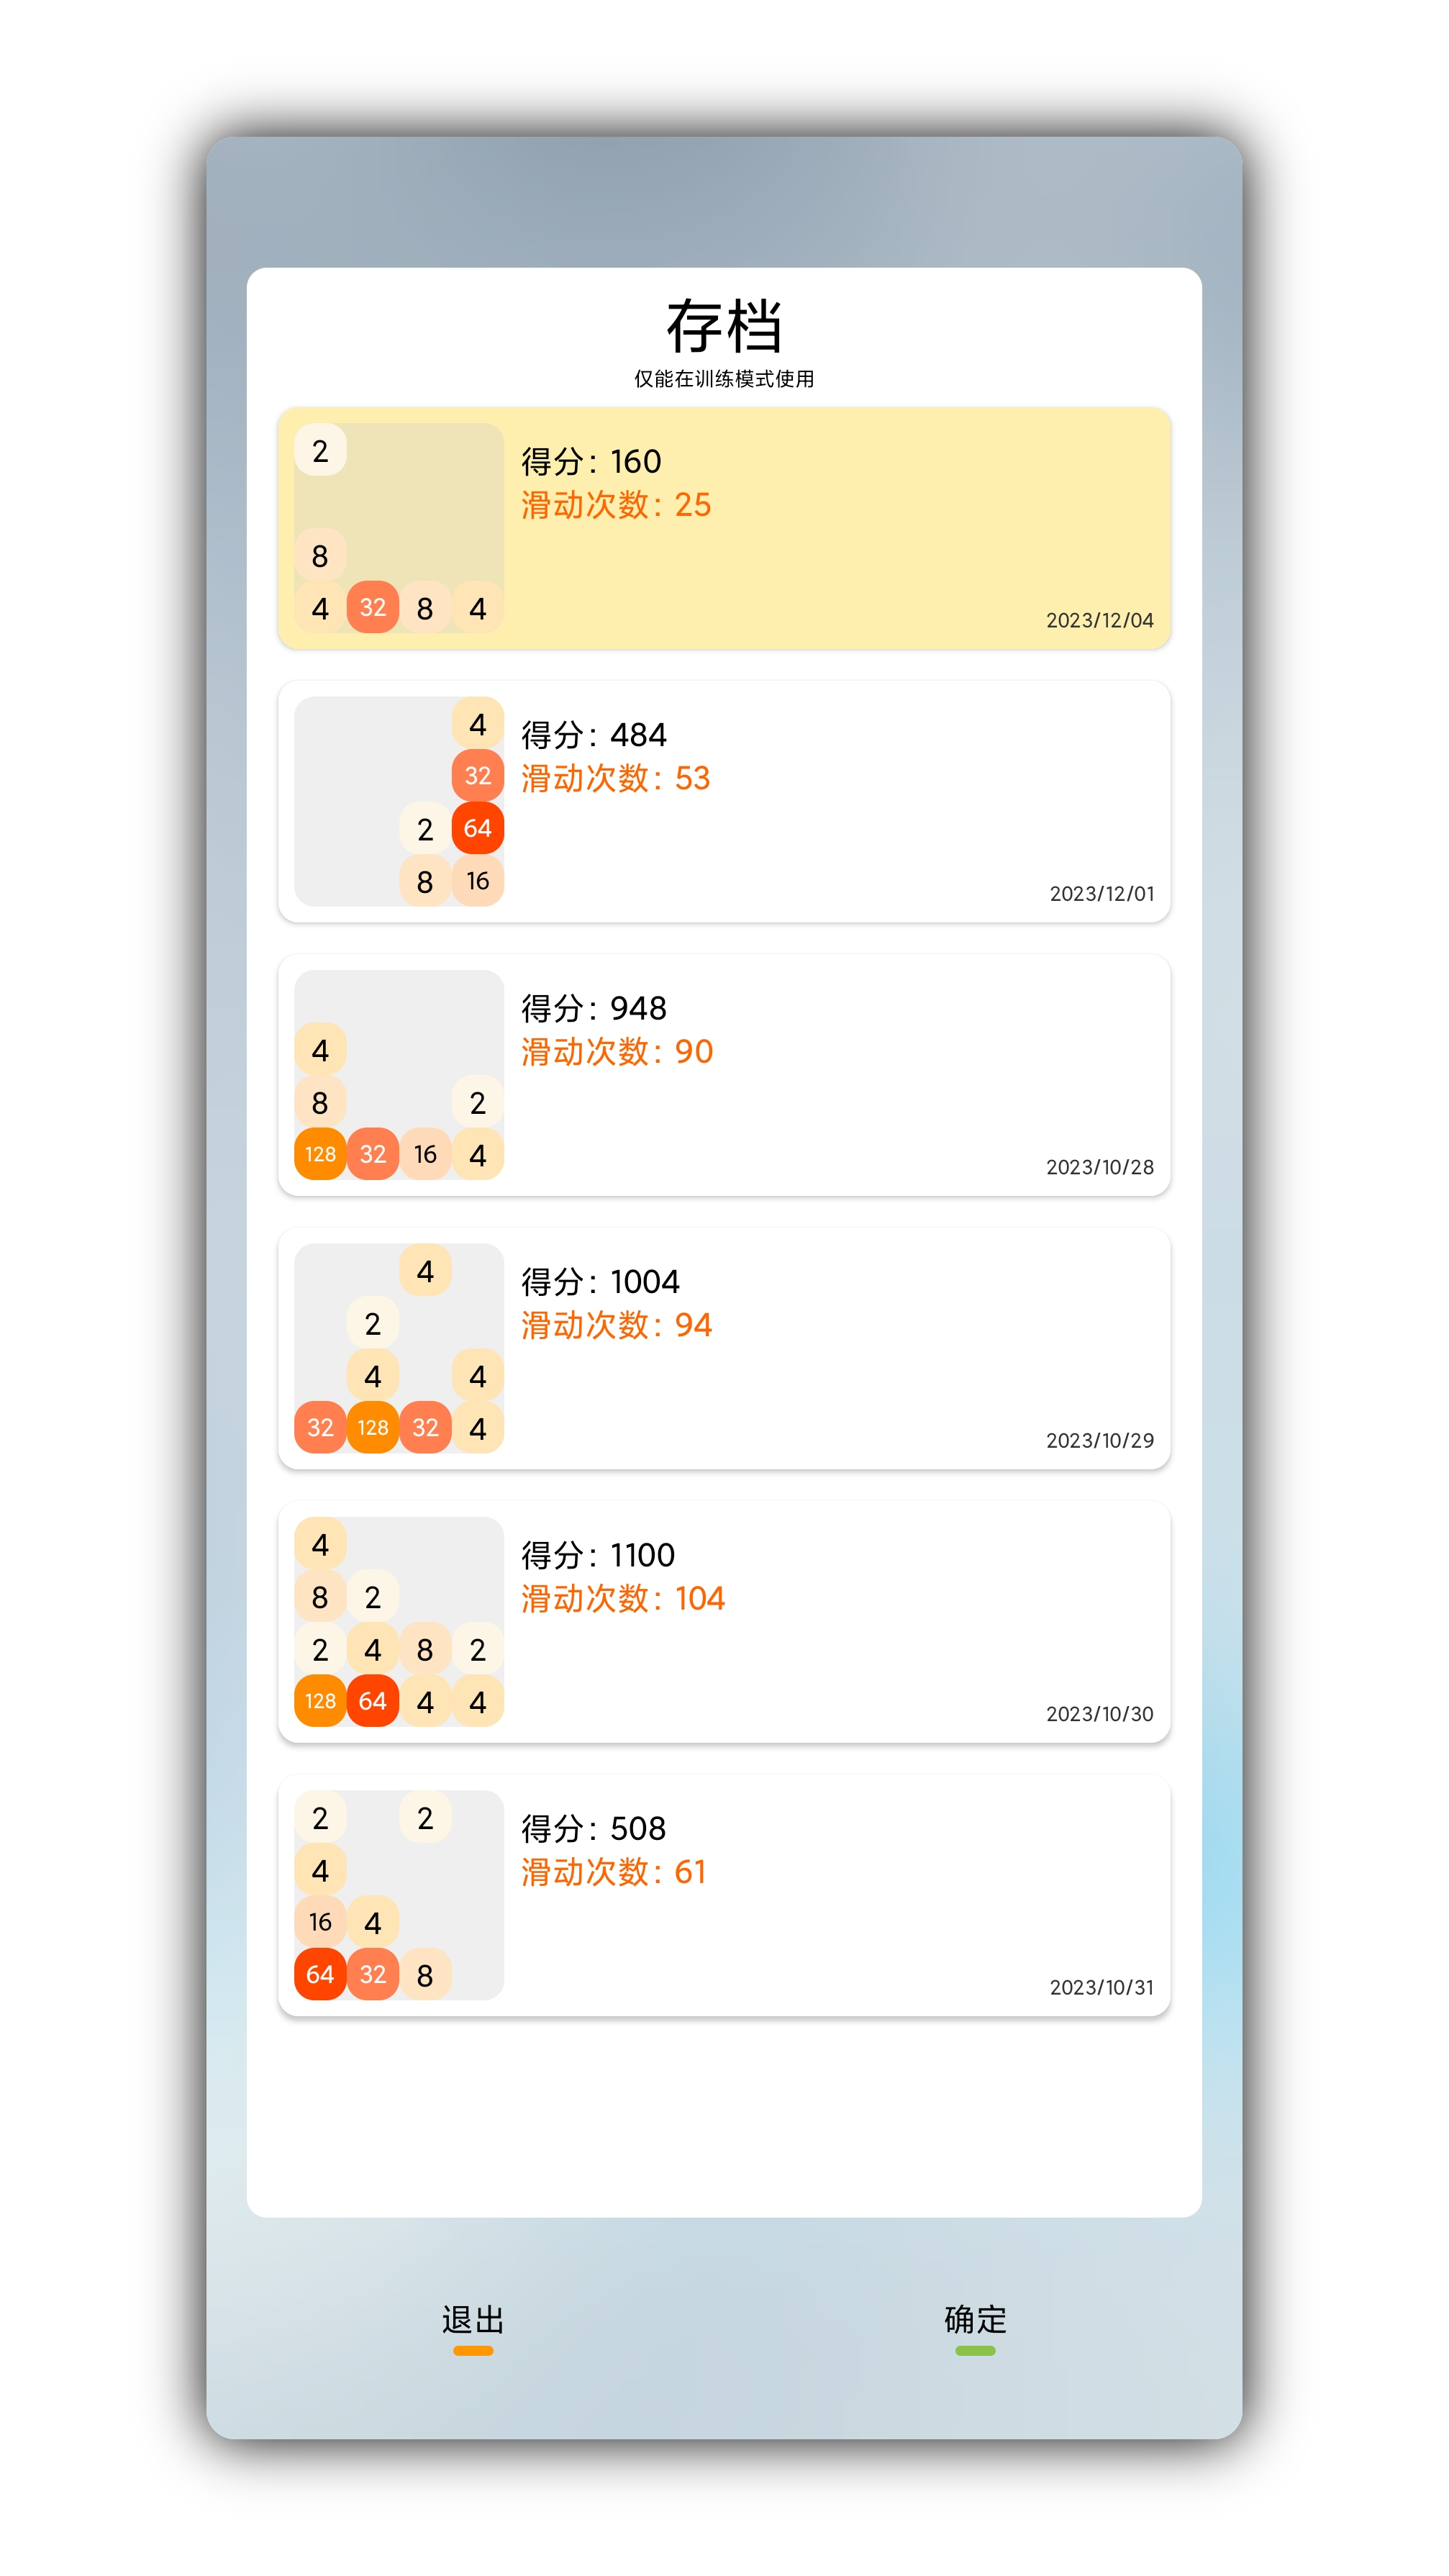 存档
仅能在训练模式使用
2
8
4 32 8 4
得分：160
滑动次数：25
2023/12/04
4
32
2 64
8 16
得分：484
滑动次数：53
2023/12/01
4
8 2
128 32 16 4
得分：948
滑动次数：90
2023/10/28
4
2
4 4
32 128 32 4
得分：1004
滑动次数：94
2023/10/29
4
8 2
2 4 8 2
128 64 4 4
得分：1100
滑动次数：104
2023/10/30
2 2
4
16 4
64 32 8
得分：508
滑动次数：61
2023/10/31
退出 确定